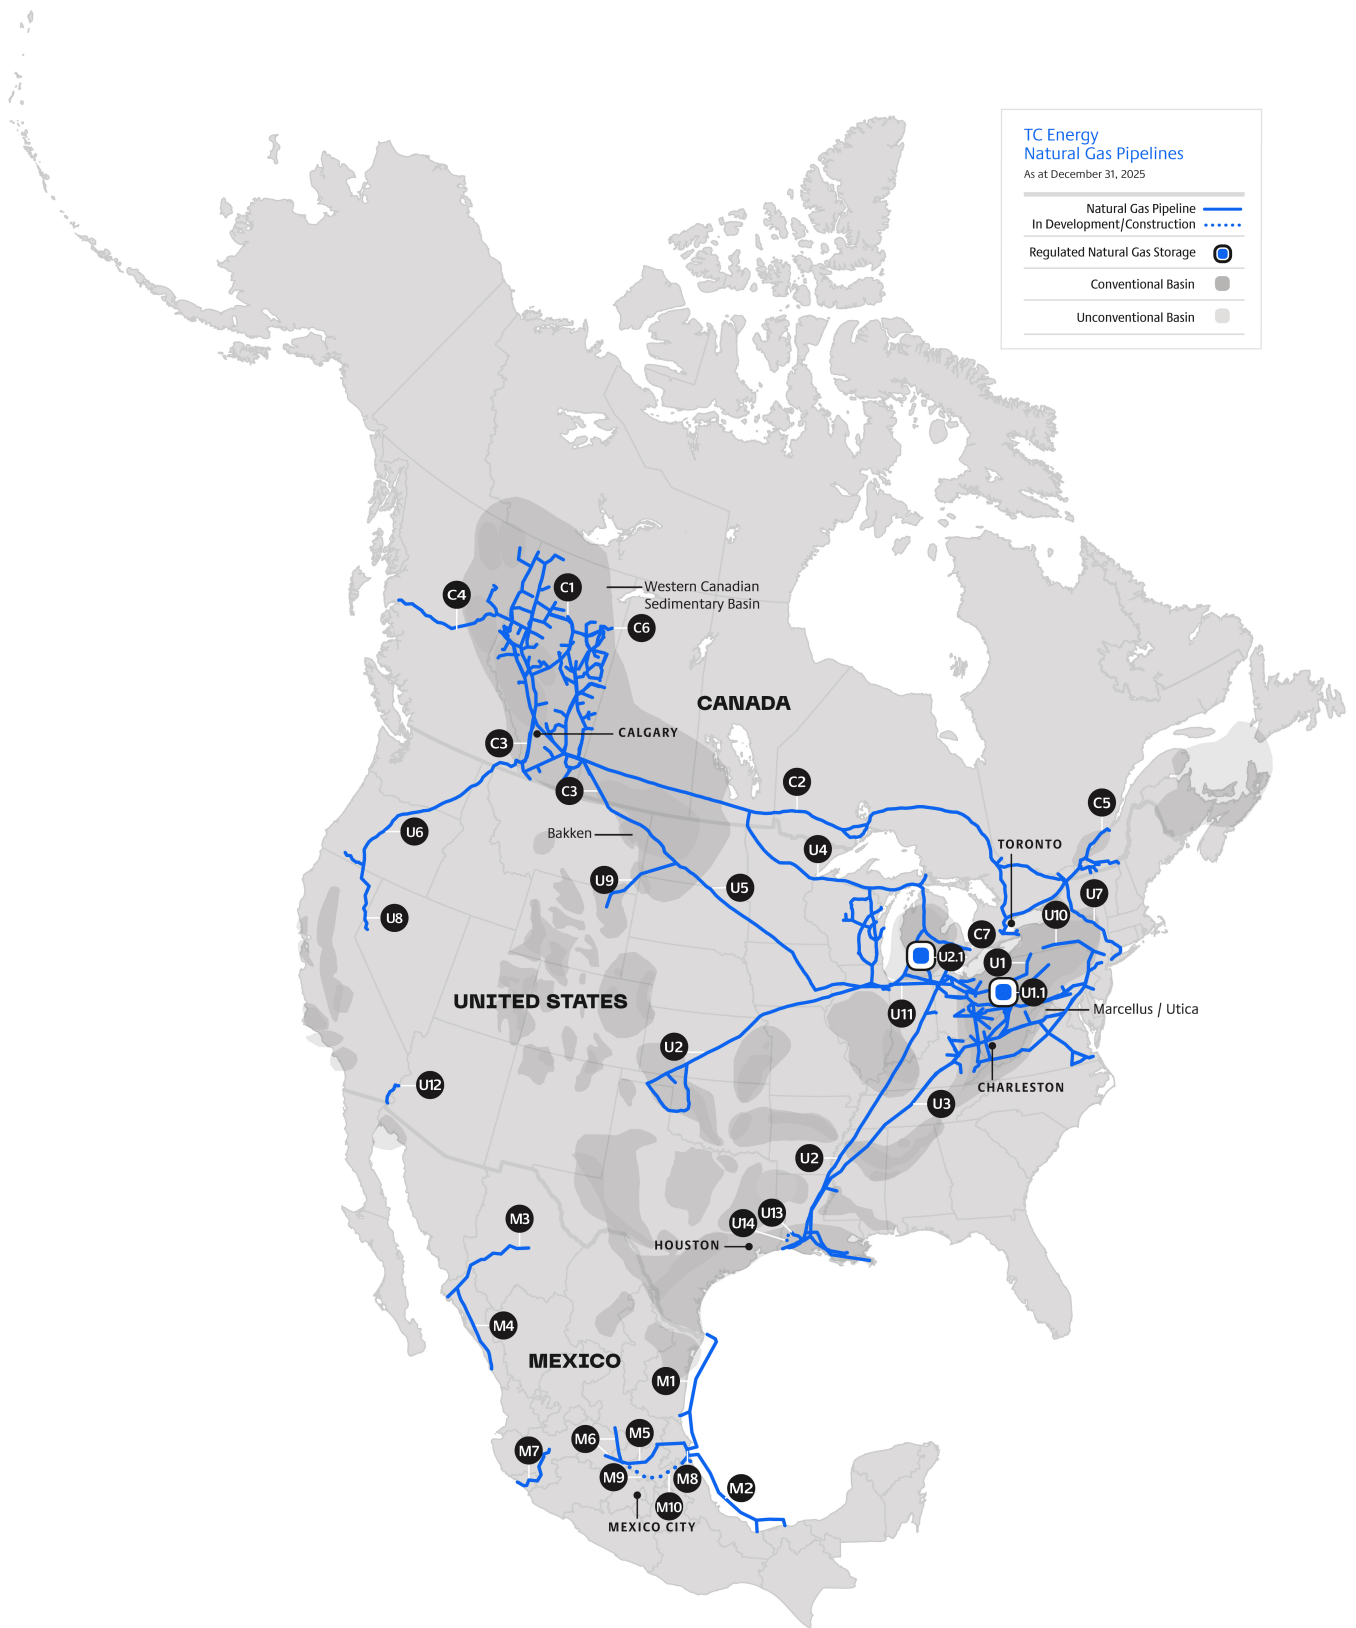 TC Energy
Natural Gas Pipelines
As at December 31, 2025
Natural Gas Pipeline
In Development/Construction
Regulated Natural Gas Storage
Conventional Basin
Unconventional Basin
C1
Western Canadian
Sedimentary Basin
C4
C6
CANADA
CALGARY
C3
C2
C3
C5
U6
Bakken
TORONTO
U4
U9
U5
U7
U8
U10
C7
U2.1
U1
U1.1
UNITED STATES
Marcellus / Utica
U11
U2
U12
CHARLESTON
U3
U2
M3
U13
U14
HOUSTON
M4
MEXICO
M1
M5
M6
M7
M9
M8
M2
M10
MEXICO CITY